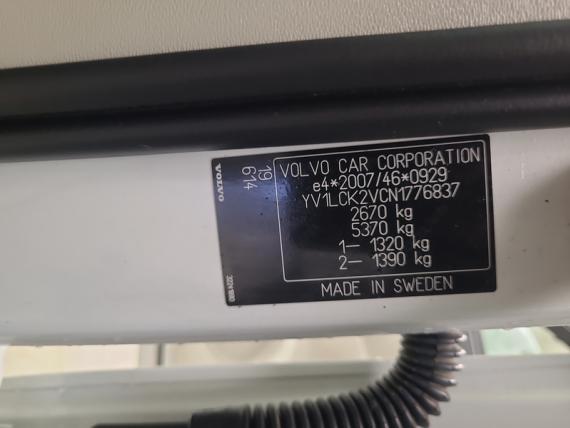 VOLVO CAR CORPORATION
e4*2007/46*0929
YV1LCK2VCN1776837
2670 kg
5370 kg
1– 1320 kg
2– 1390 kg
MADE IN SWEDEN
VOLVO
19
614